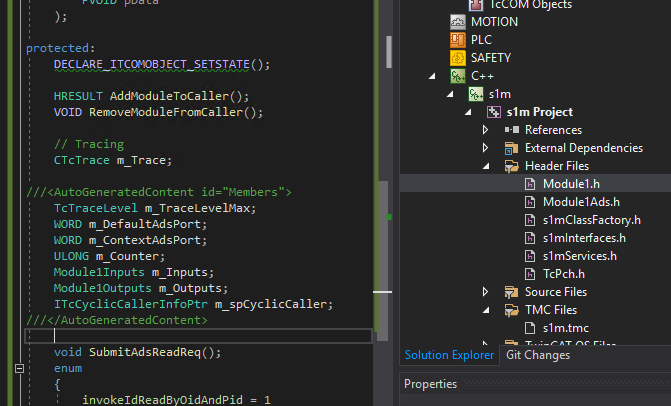 PVOID pData
);
protected:
DECLARE_ITCOMOBJECT_SETSTATE();
HRESULT AddModuleToCaller();
VOID RemoveModuleFromCaller();
// Tracing
CTcTrace m_Trace;
///<AutoGeneratedContent id="Members">
TcTraceLevel m_TraceLevelMax;
WORD m_DefaultAdsPort;
WORD m_ContextAdsPort;
ULONG m_Counter;
Module1Inputs m_Inputs;
Module1Outputs m_Outputs;
ITcCyclicCallerInfoPtr m_spCyclicCaller;
///</AutoGeneratedContent>
void SubmitAdsReadReq();
enum
{
invokeIdReadByOidAndPid = 1
TcCOM Objects
MOTION
PLC
SAFETY
C++
s1m
s1m Project
References
External Dependencies
Header Files
Module1.h
Module1Ads.h
s1mClassFactory.h
s1mInterfaces.h
s1mServices.h
TcPch.h
Source Files
TMC Files
s1m.tmc
TwinCAT OS Files
Solution Explorer
Git Changes
Properties